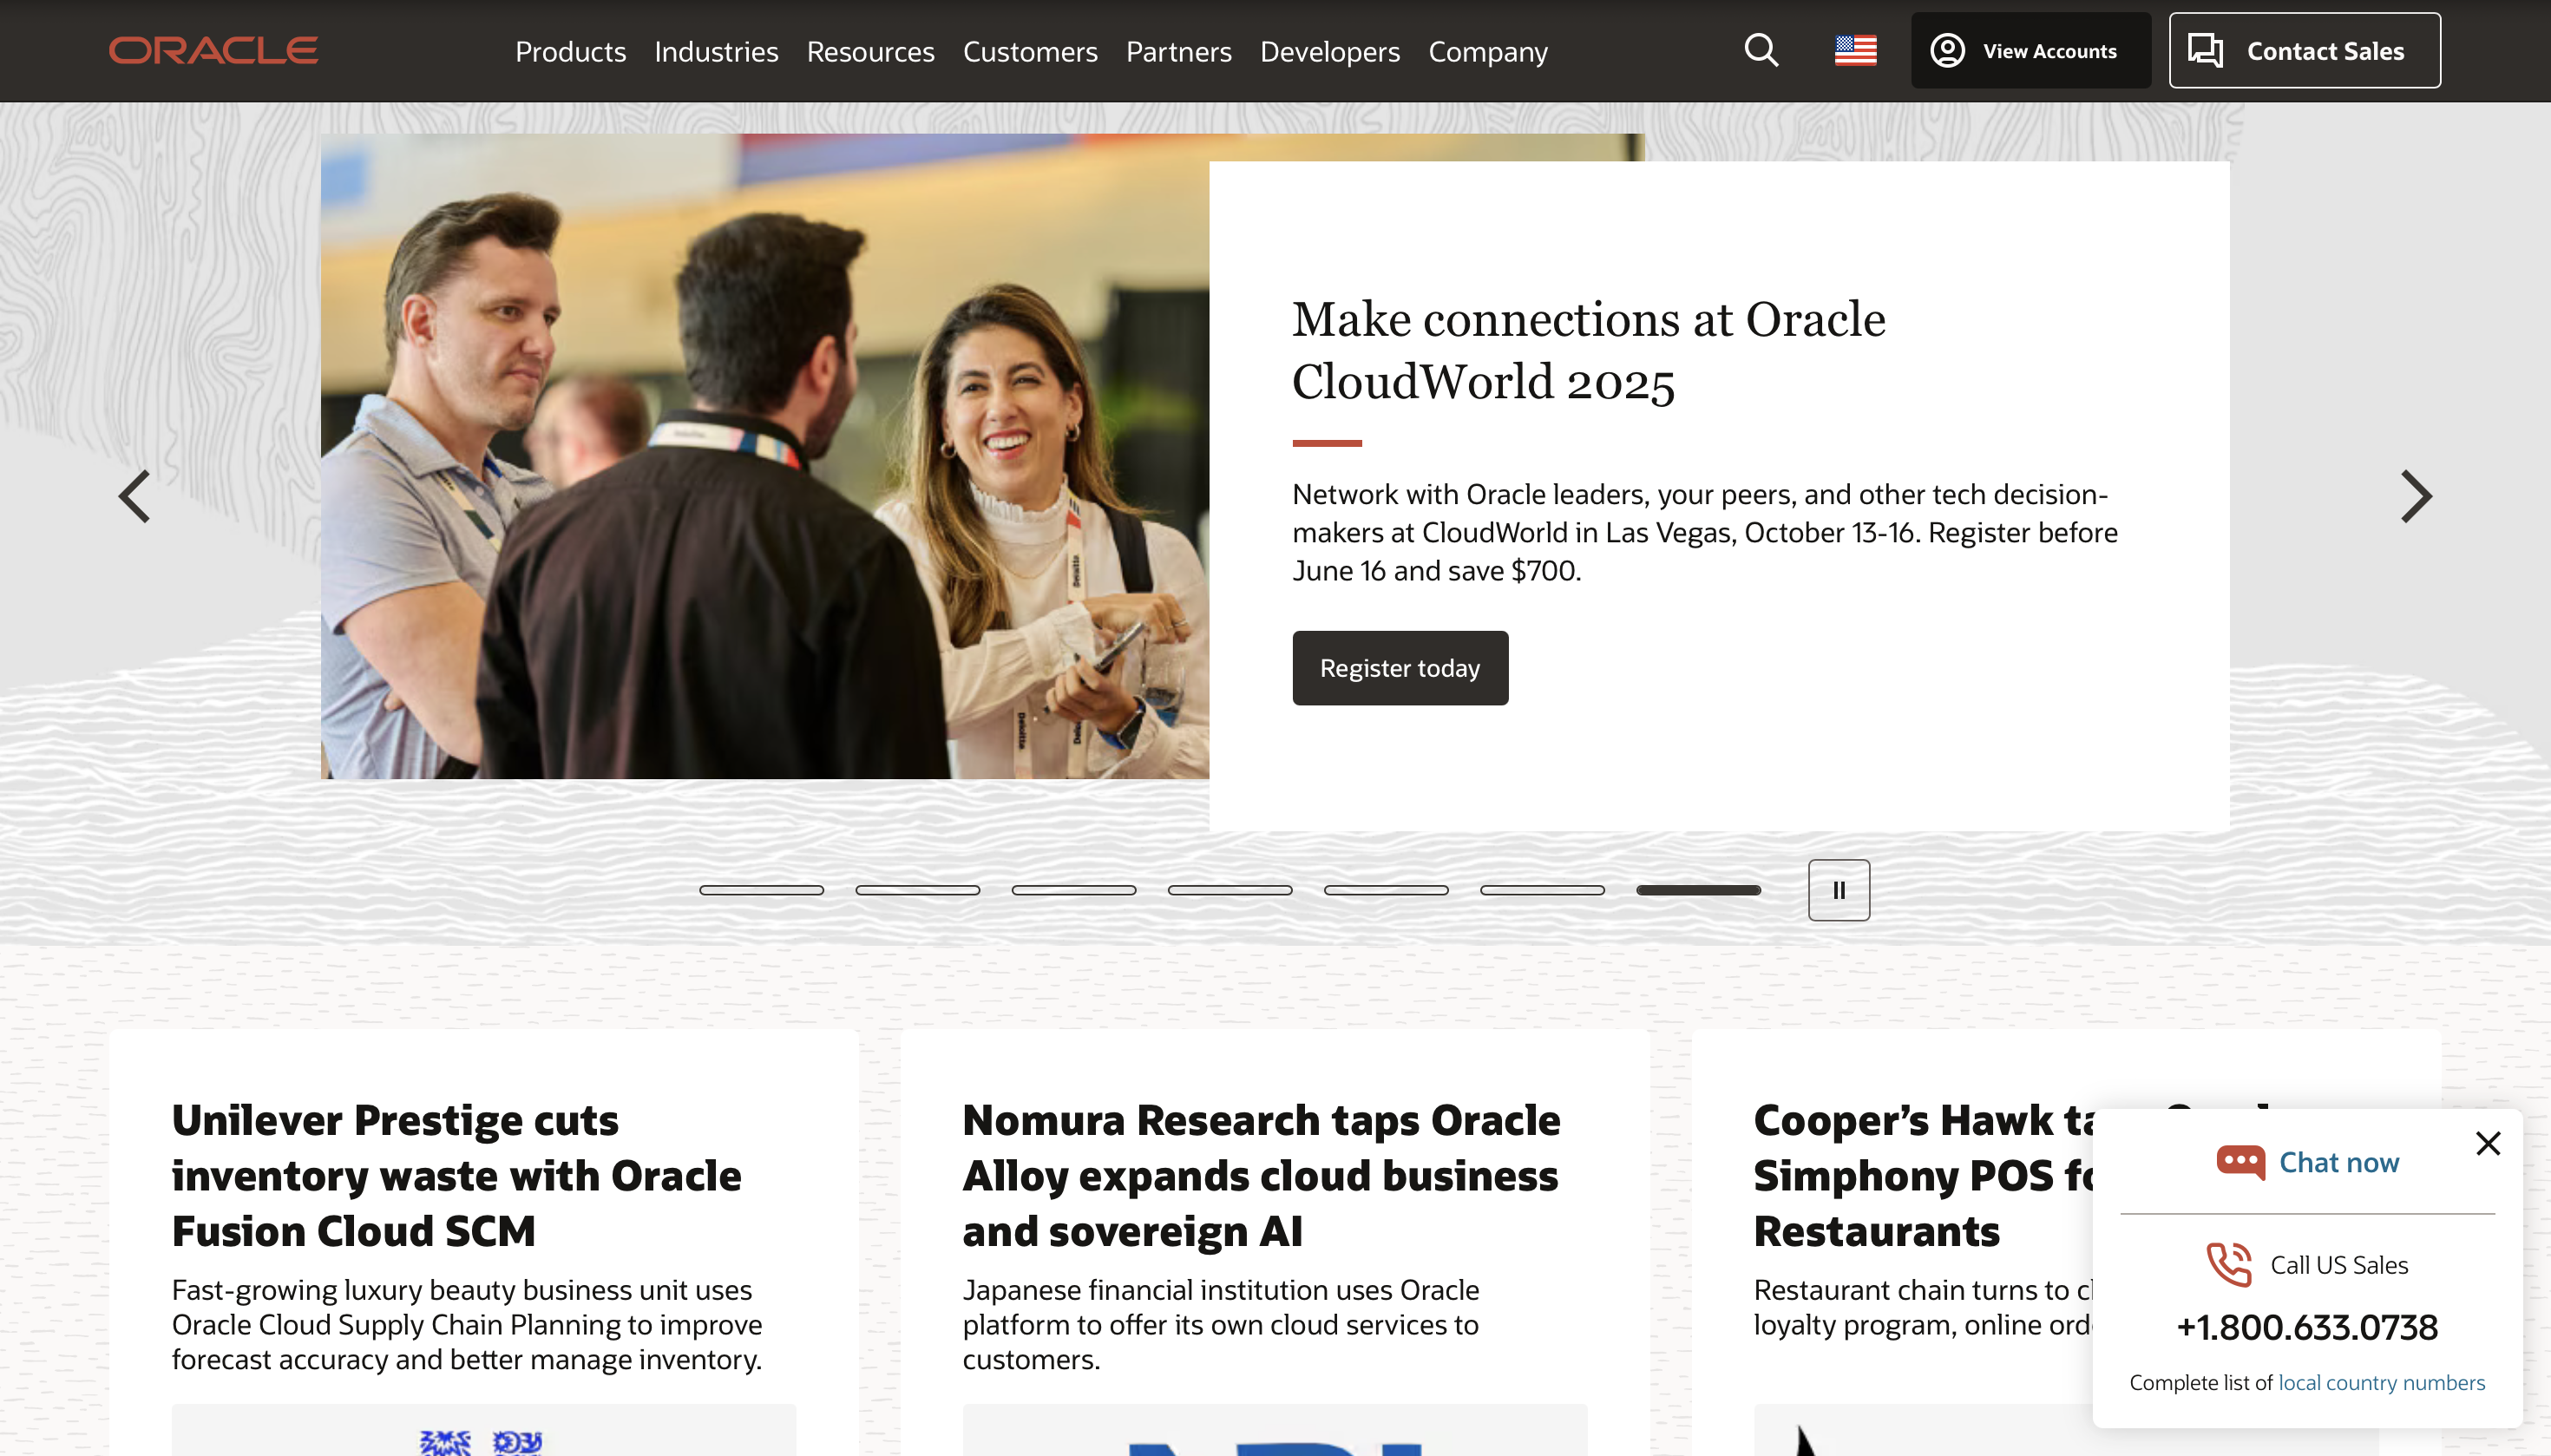 ORACLE
Products Industries Resources Customers Partners Developers Company
View Accounts
Contact Sales
Make connections at Oracle
CloudWorld 2025
Network with Oracle leaders, your peers, and other tech decision-
makers at CloudWorld in Las Vegas, October 13-16. Register before
June 16 and save $700.
Register today
Deloitte
Deloitte
Unilever Prestige cuts
inventory waste with Oracle
Fusion Cloud SCM
Fast-growing luxury beauty business unit uses
Oracle Cloud Supply Chain Planning to improve
forecast accuracy and better manage inventory.
Nomura Research taps Oracle
Alloy expands cloud business
and sovereign AI
Japanese financial institution uses Oracle
platform to offer its own cloud services to
customers.
Cooper’s Hawk
Simphony POS
Restaurants
Restaurant chain turns to
loyalty program, online
Chat now
Call US Sales
+1.800.633.0738
Complete list of local country numbers